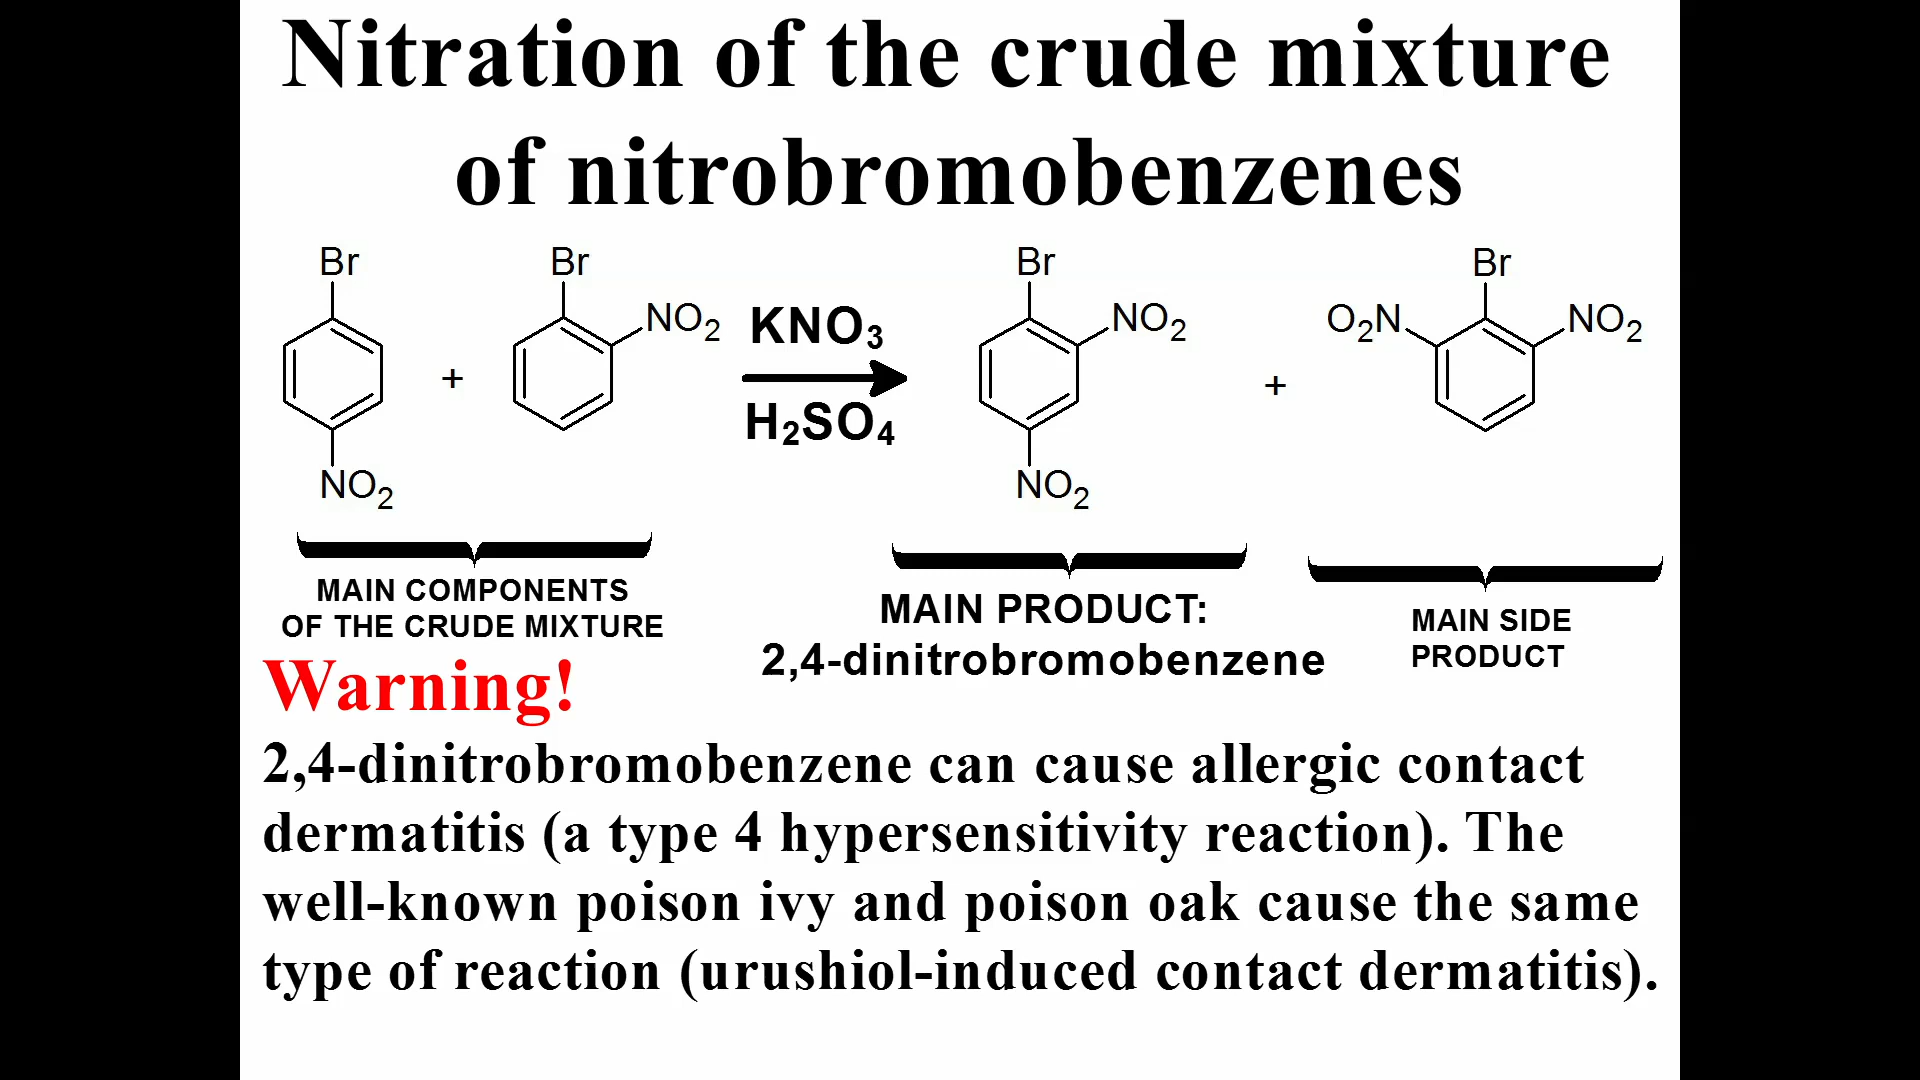 Nitration of the crude mixture
of nitrobromobenzenes
Br
NO2
+
Br
NO2
KNO3
H2SO4
Br
NO2
NO2
+
Br
O2N
NO2
MAIN COMPONENTS
OF THE CRUDE MIXTURE
MAIN PRODUCT:
2,4-dinitrobromobenzene
MAIN SIDE
PRODUCT
Warning!
2,4-dinitrobromobenzene can cause allergic contact
dermatitis (a type 4 hypersensitivity reaction). The
well-known poison ivy and poison oak cause the same
type of reaction (urushiol-induced contact dermatitis).